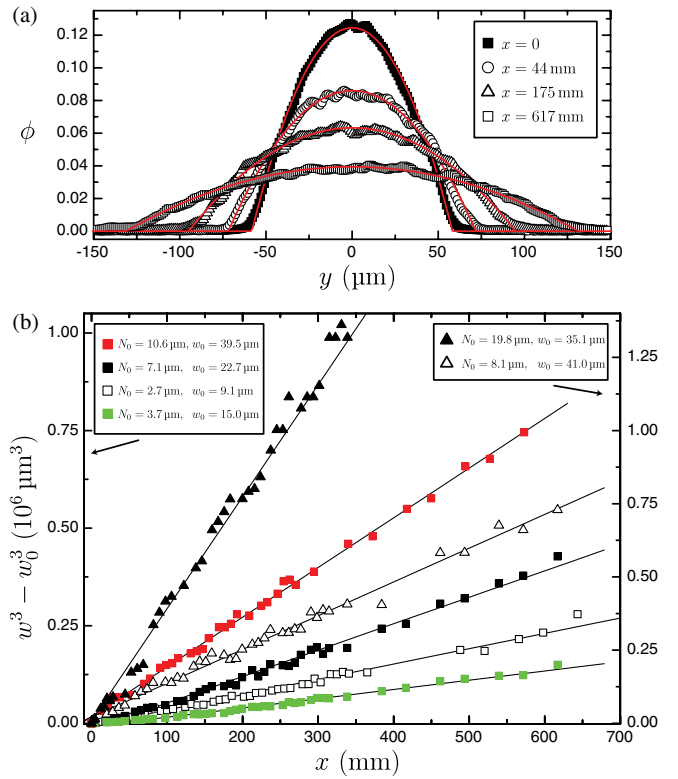 (a)
0.12
0.10
0.08
0.06
0.04
0.02
0.00
ϕ
x = 0
x = 44 mm
x = 175 mm
x = 617 mm
-150 -100 -50 0 50 100 150
y (µm)
(b)
1.00
0.75
0.50
0.25
0.00
w³ − w₀³ (10⁶ µm³)
N₀ = 10.6 µm, w₀ = 39.5 µm
N₀ = 7.1 µm, w₀ = 22.7 µm
N₀ = 2.7 µm, w₀ = 9.1 µm
N₀ = 3.7 µm, w₀ = 15.0 µm
N₀ = 19.8 µm, w₀ = 35.1 µm
N₀ = 8.1 µm, w₀ = 41.0 µm
1.25
1.00
0.75
0.50
0.25
0.00
0 100 200 300 400 500 600 700
x (mm)